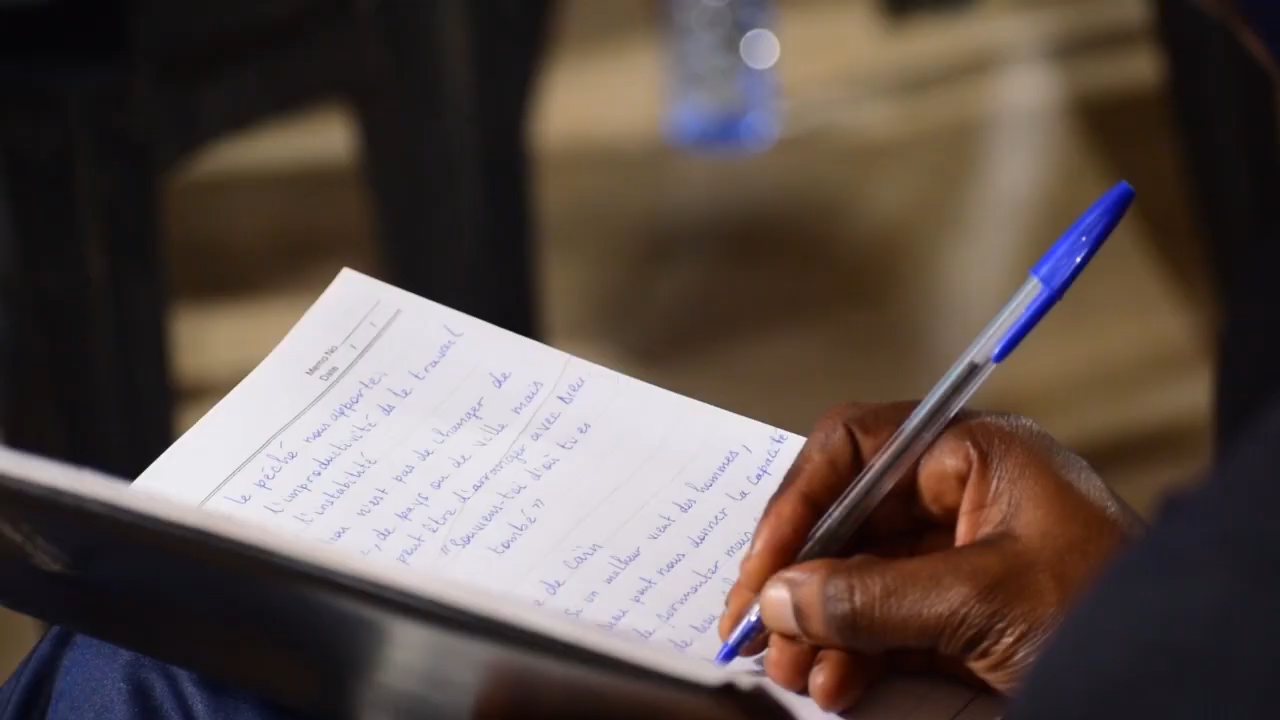 Memo No.
Date / /
le péché nous apporte:
l'improductivité de le travail
l'instabilité
n'est pas de changer de
, de pays ou de ville mais
peut être d'arranger avec Dieu
"Souviens-toi d'où tu es
tombé"
de Caïn
Si un malheur vient des hommes,
peut nous donner la capacité
de surmonter mais
de